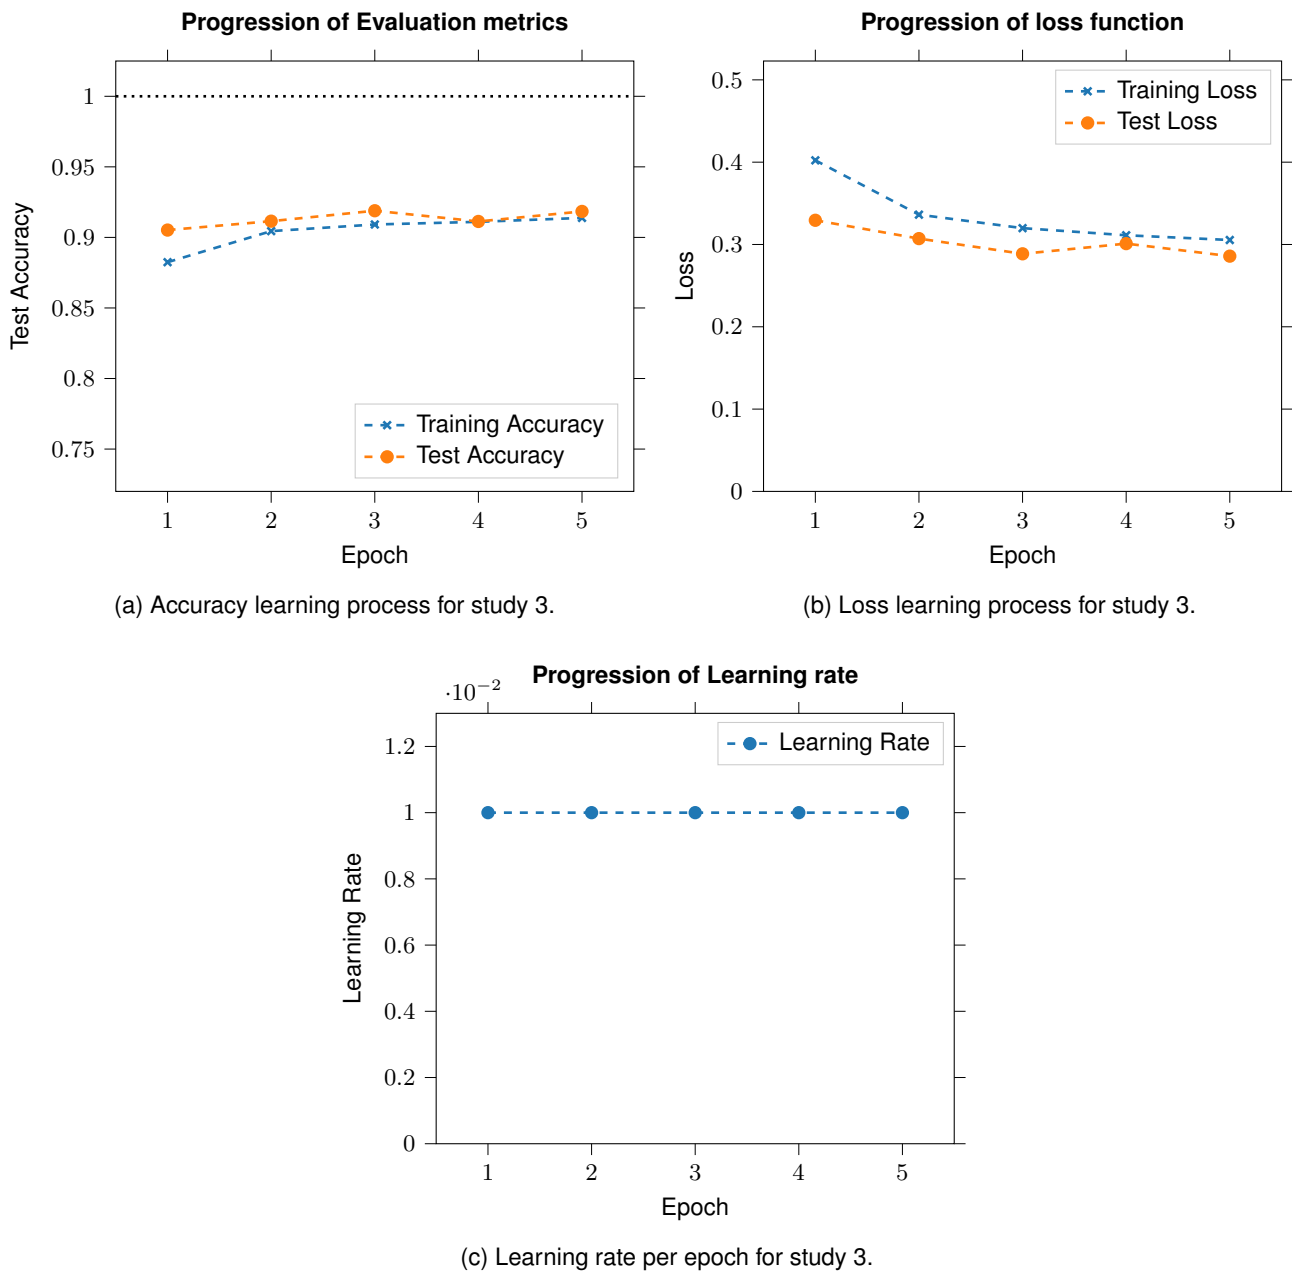 Progression of Evaluation metrics
1
0.95
0.9
0.85
0.8
0.75
Test Accuracy
Training Accuracy
Test Accuracy
1 2 3 4 5
Epoch
(a) Accuracy learning process for study 3.
Progression of loss function
0.5
0.4
0.3
0.2
0.1
0
Loss
Training Loss
Test Loss
1 2 3 4 5
Epoch
(b) Loss learning process for study 3.
Progression of Learning rate
·10⁻²
1.2
1
0.8
0.6
0.4
0.2
0
Learning Rate
Learning Rate
1 2 3 4 5
Epoch
(c) Learning rate per epoch for study 3.